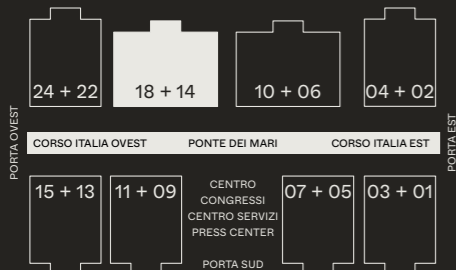 24 + 22
18 + 14
10 + 06
04 + 02
PORTA OVEST
CORSO ITALIA OVEST
PONTE DEI MARI
CORSO ITALIA EST
PORTA EST
15 + 13
11 + 09
CENTRO
CONGRESSI
CENTRO SERVIZI
PRESS CENTER
07 + 05
03 + 01
PORTA SUD